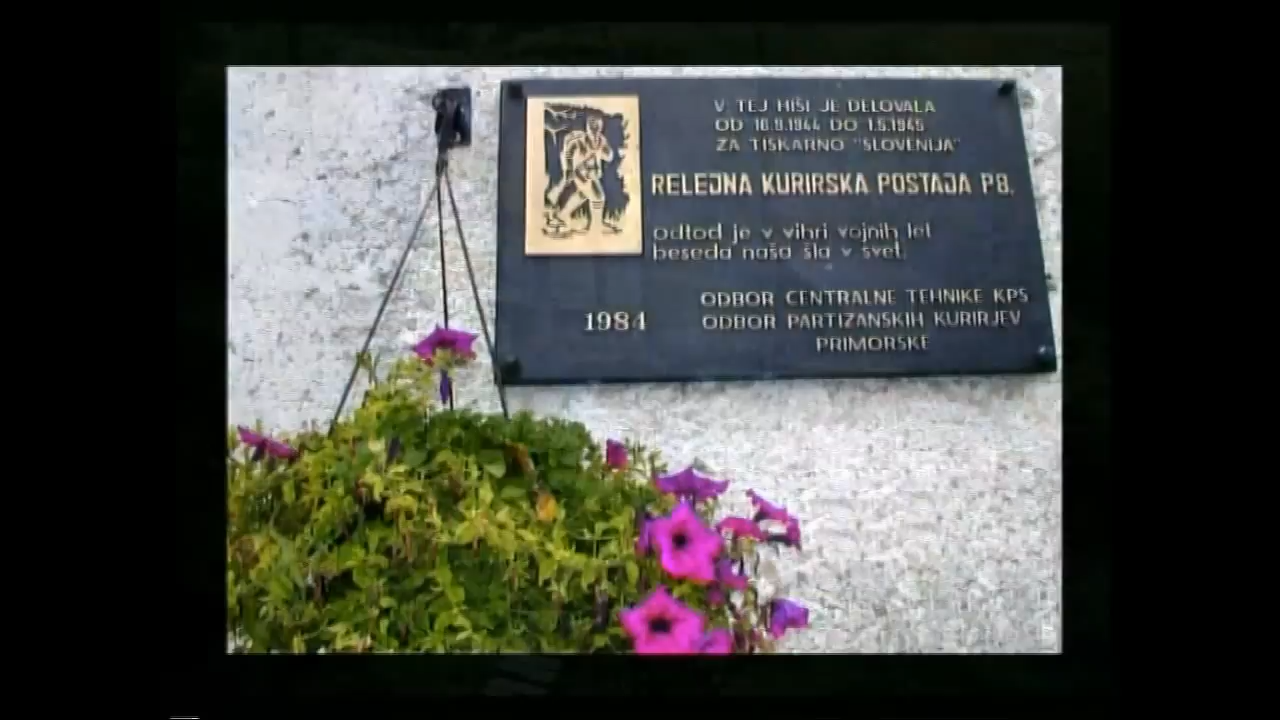 V TEJ HIŠI JE DELOVALA
OD 16.9.1944 DO 1.5.1945
ZA TISKARNO "SLOVENIJA"
RELEJNA KURIRSKA POSTAJA P8.
odtod je v vihri vojnih let
beseda naša šla v svet.
1984
ODBOR CENTRALNE TEHNIKE KPS
ODBOR PARTIZANSKIH KURIRJEV
PRIMORSKE